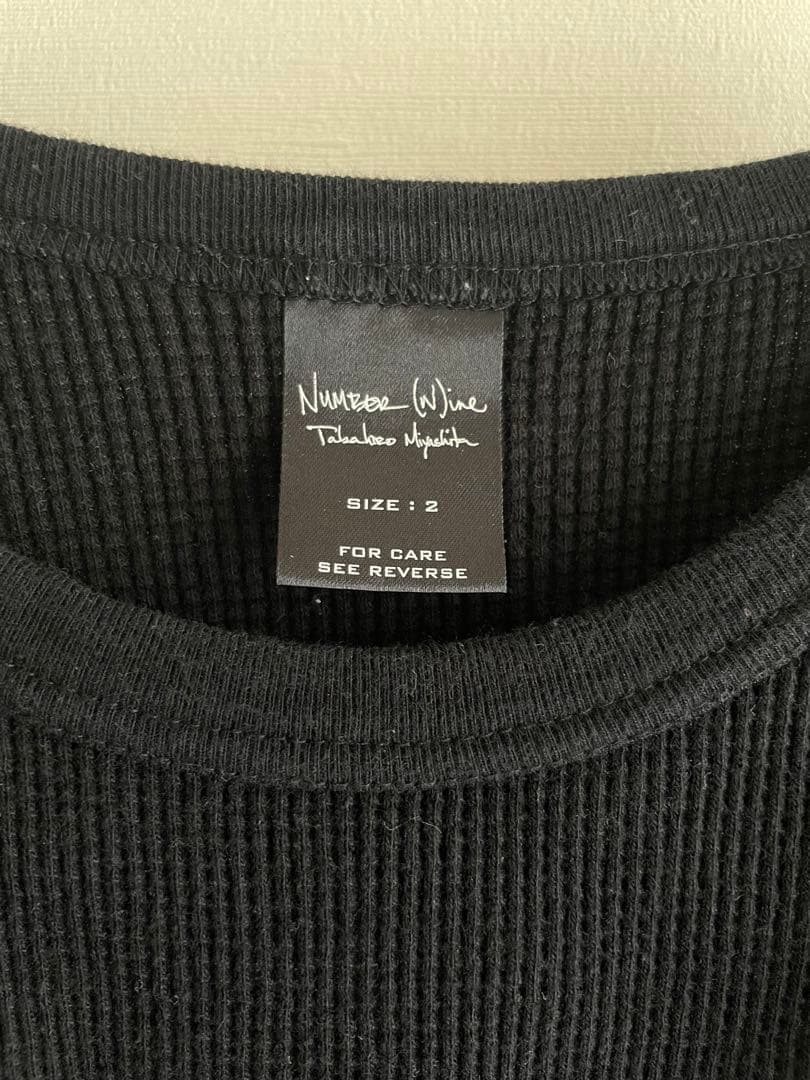 NUMBER (N)ine
Takahiro Miyashita
SIZE : 2
FOR CARE
SEE REVERSE